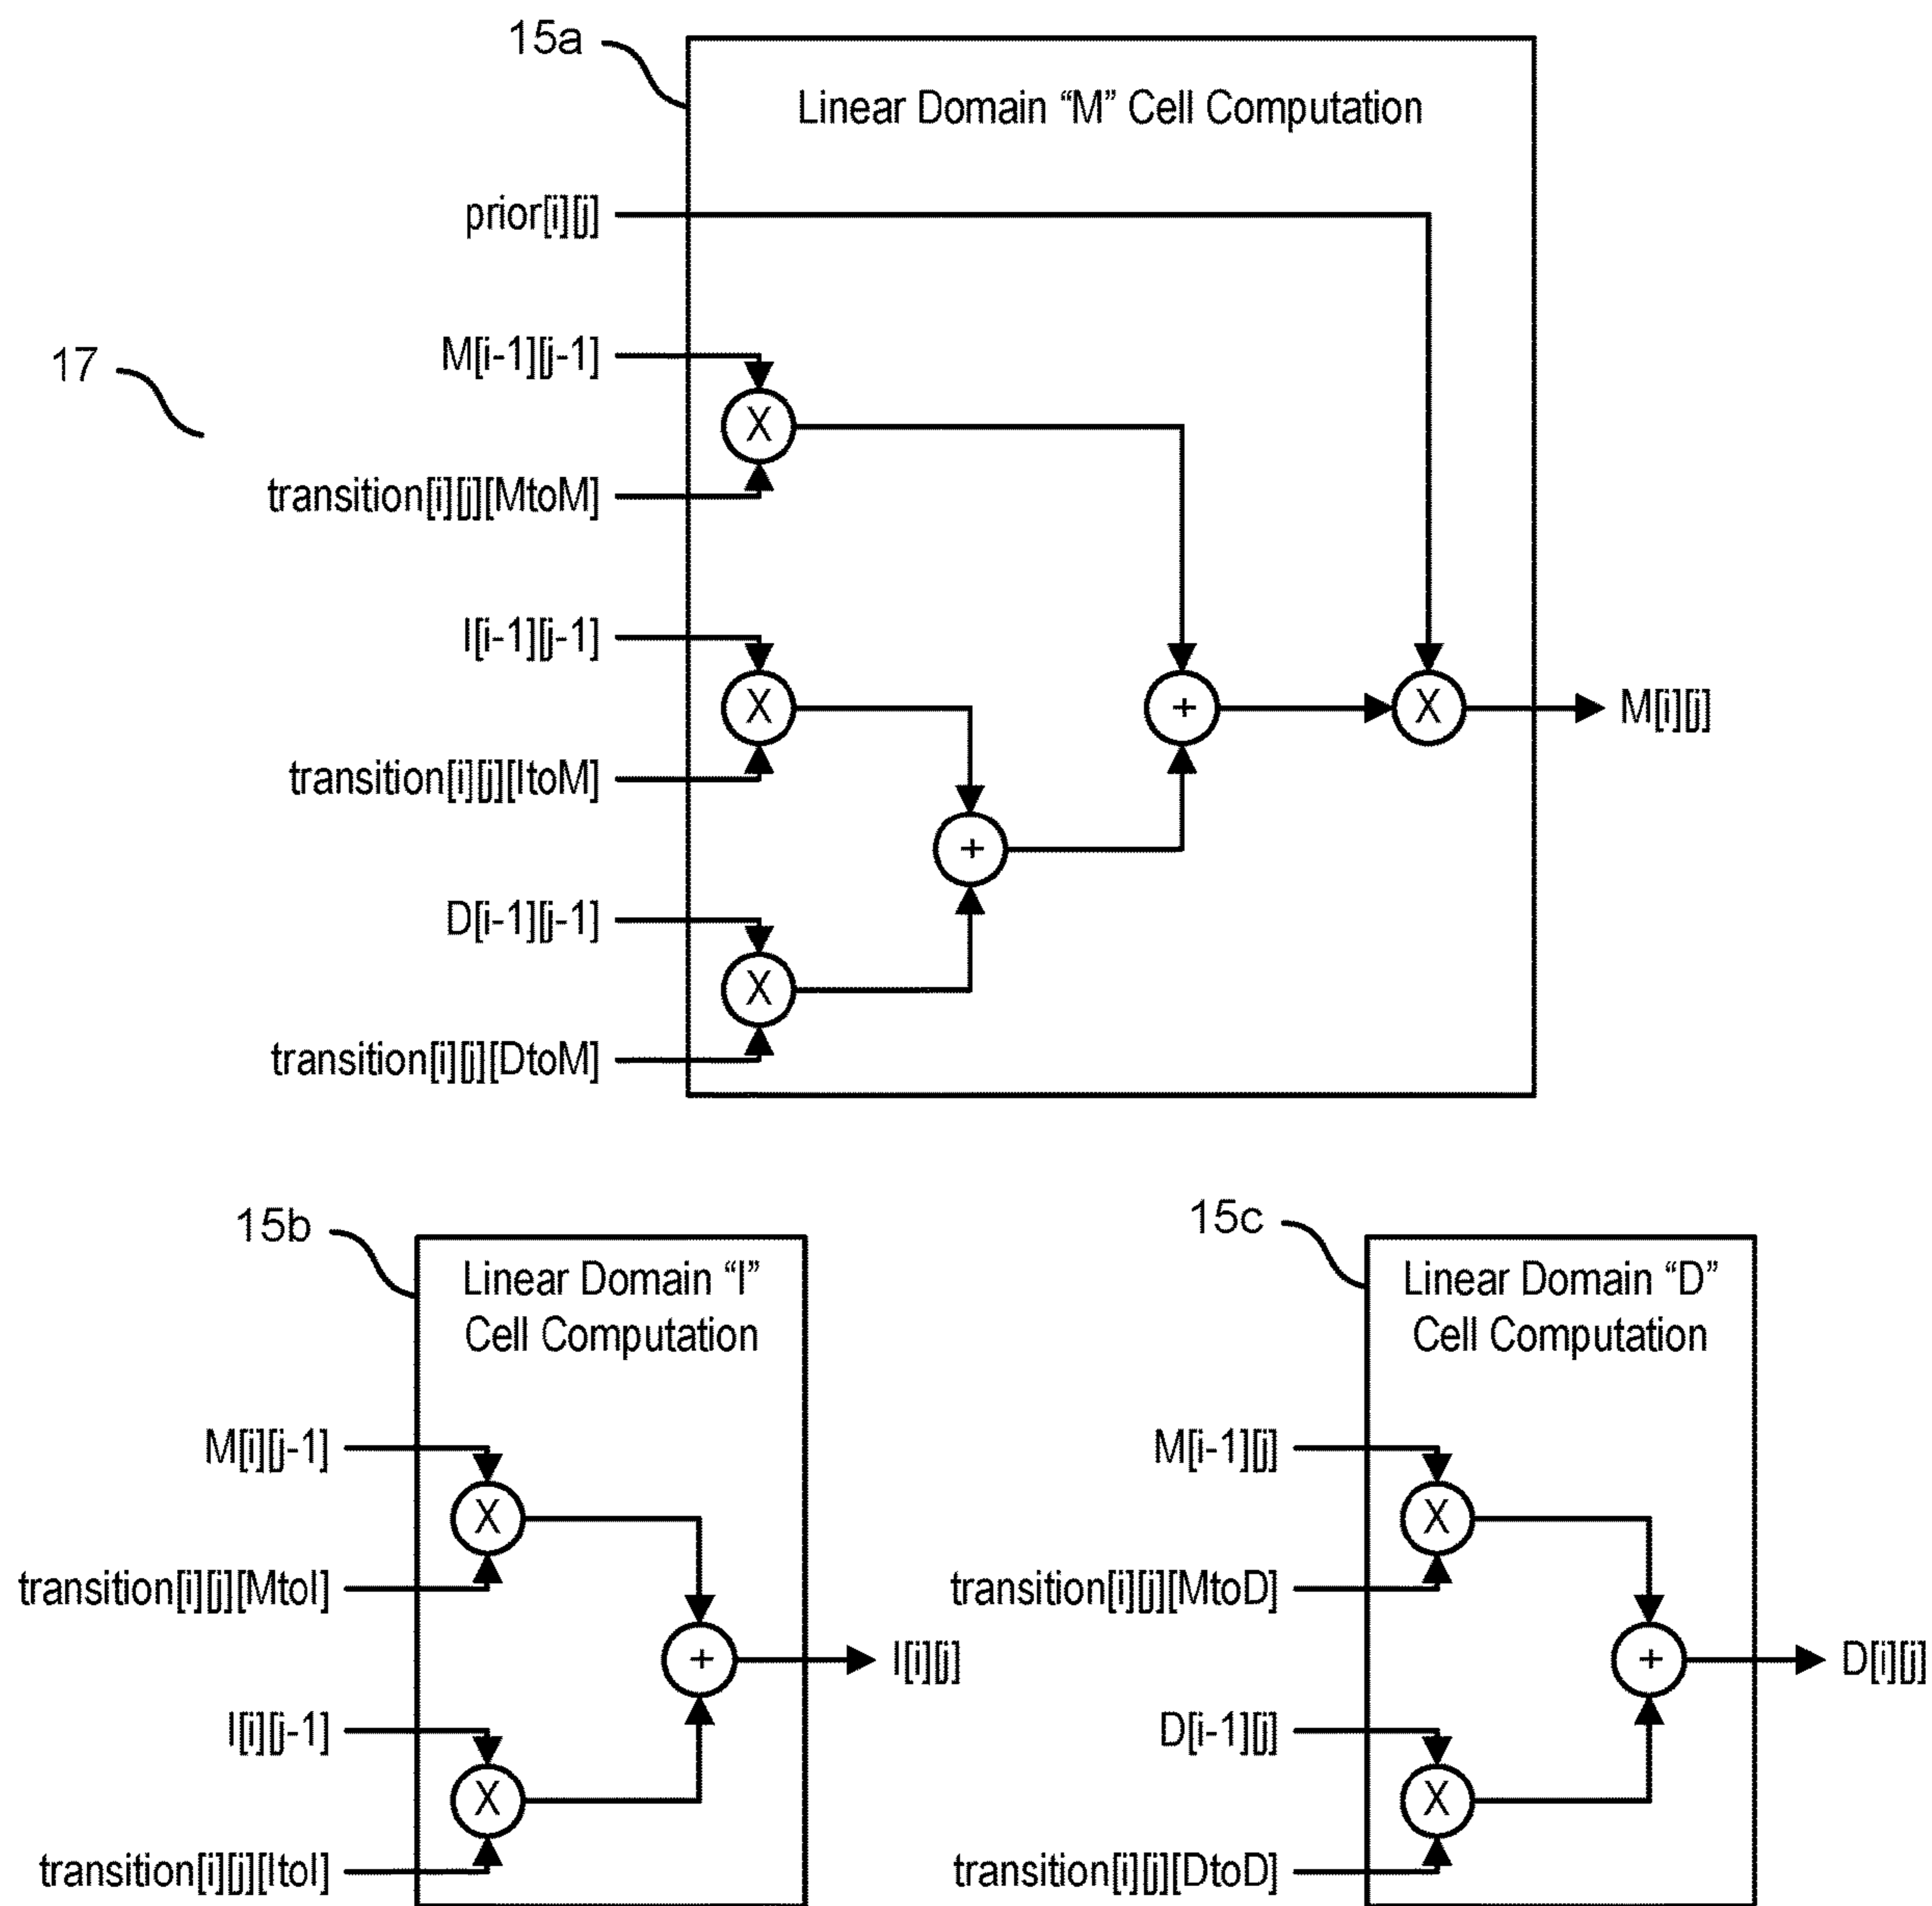 15a
Linear Domain “M” Cell Computation
prior[i][j]
M[i-1][j-1]
17
X
transition[i][j][MtoM]
I[i-1][j-1]
X
+
X
M[i][j]
transition[i][j][ItoM]
+
D[i-1][j-1]
X
transition[i][j][DtoM]
15b
Linear Domain “I”
Cell Computation
M[i][j-1]
X
transition[i][j][MtoI]
+
I[i][j]
I[i][j-1]
X
transition[i][j][ItoI]
15c
Linear Domain “D”
Cell Computation
M[i-1][j]
X
transition[i][j][MtoD]
+
D[i][j]
D[i-1][j]
X
transition[i][j][DtoD]